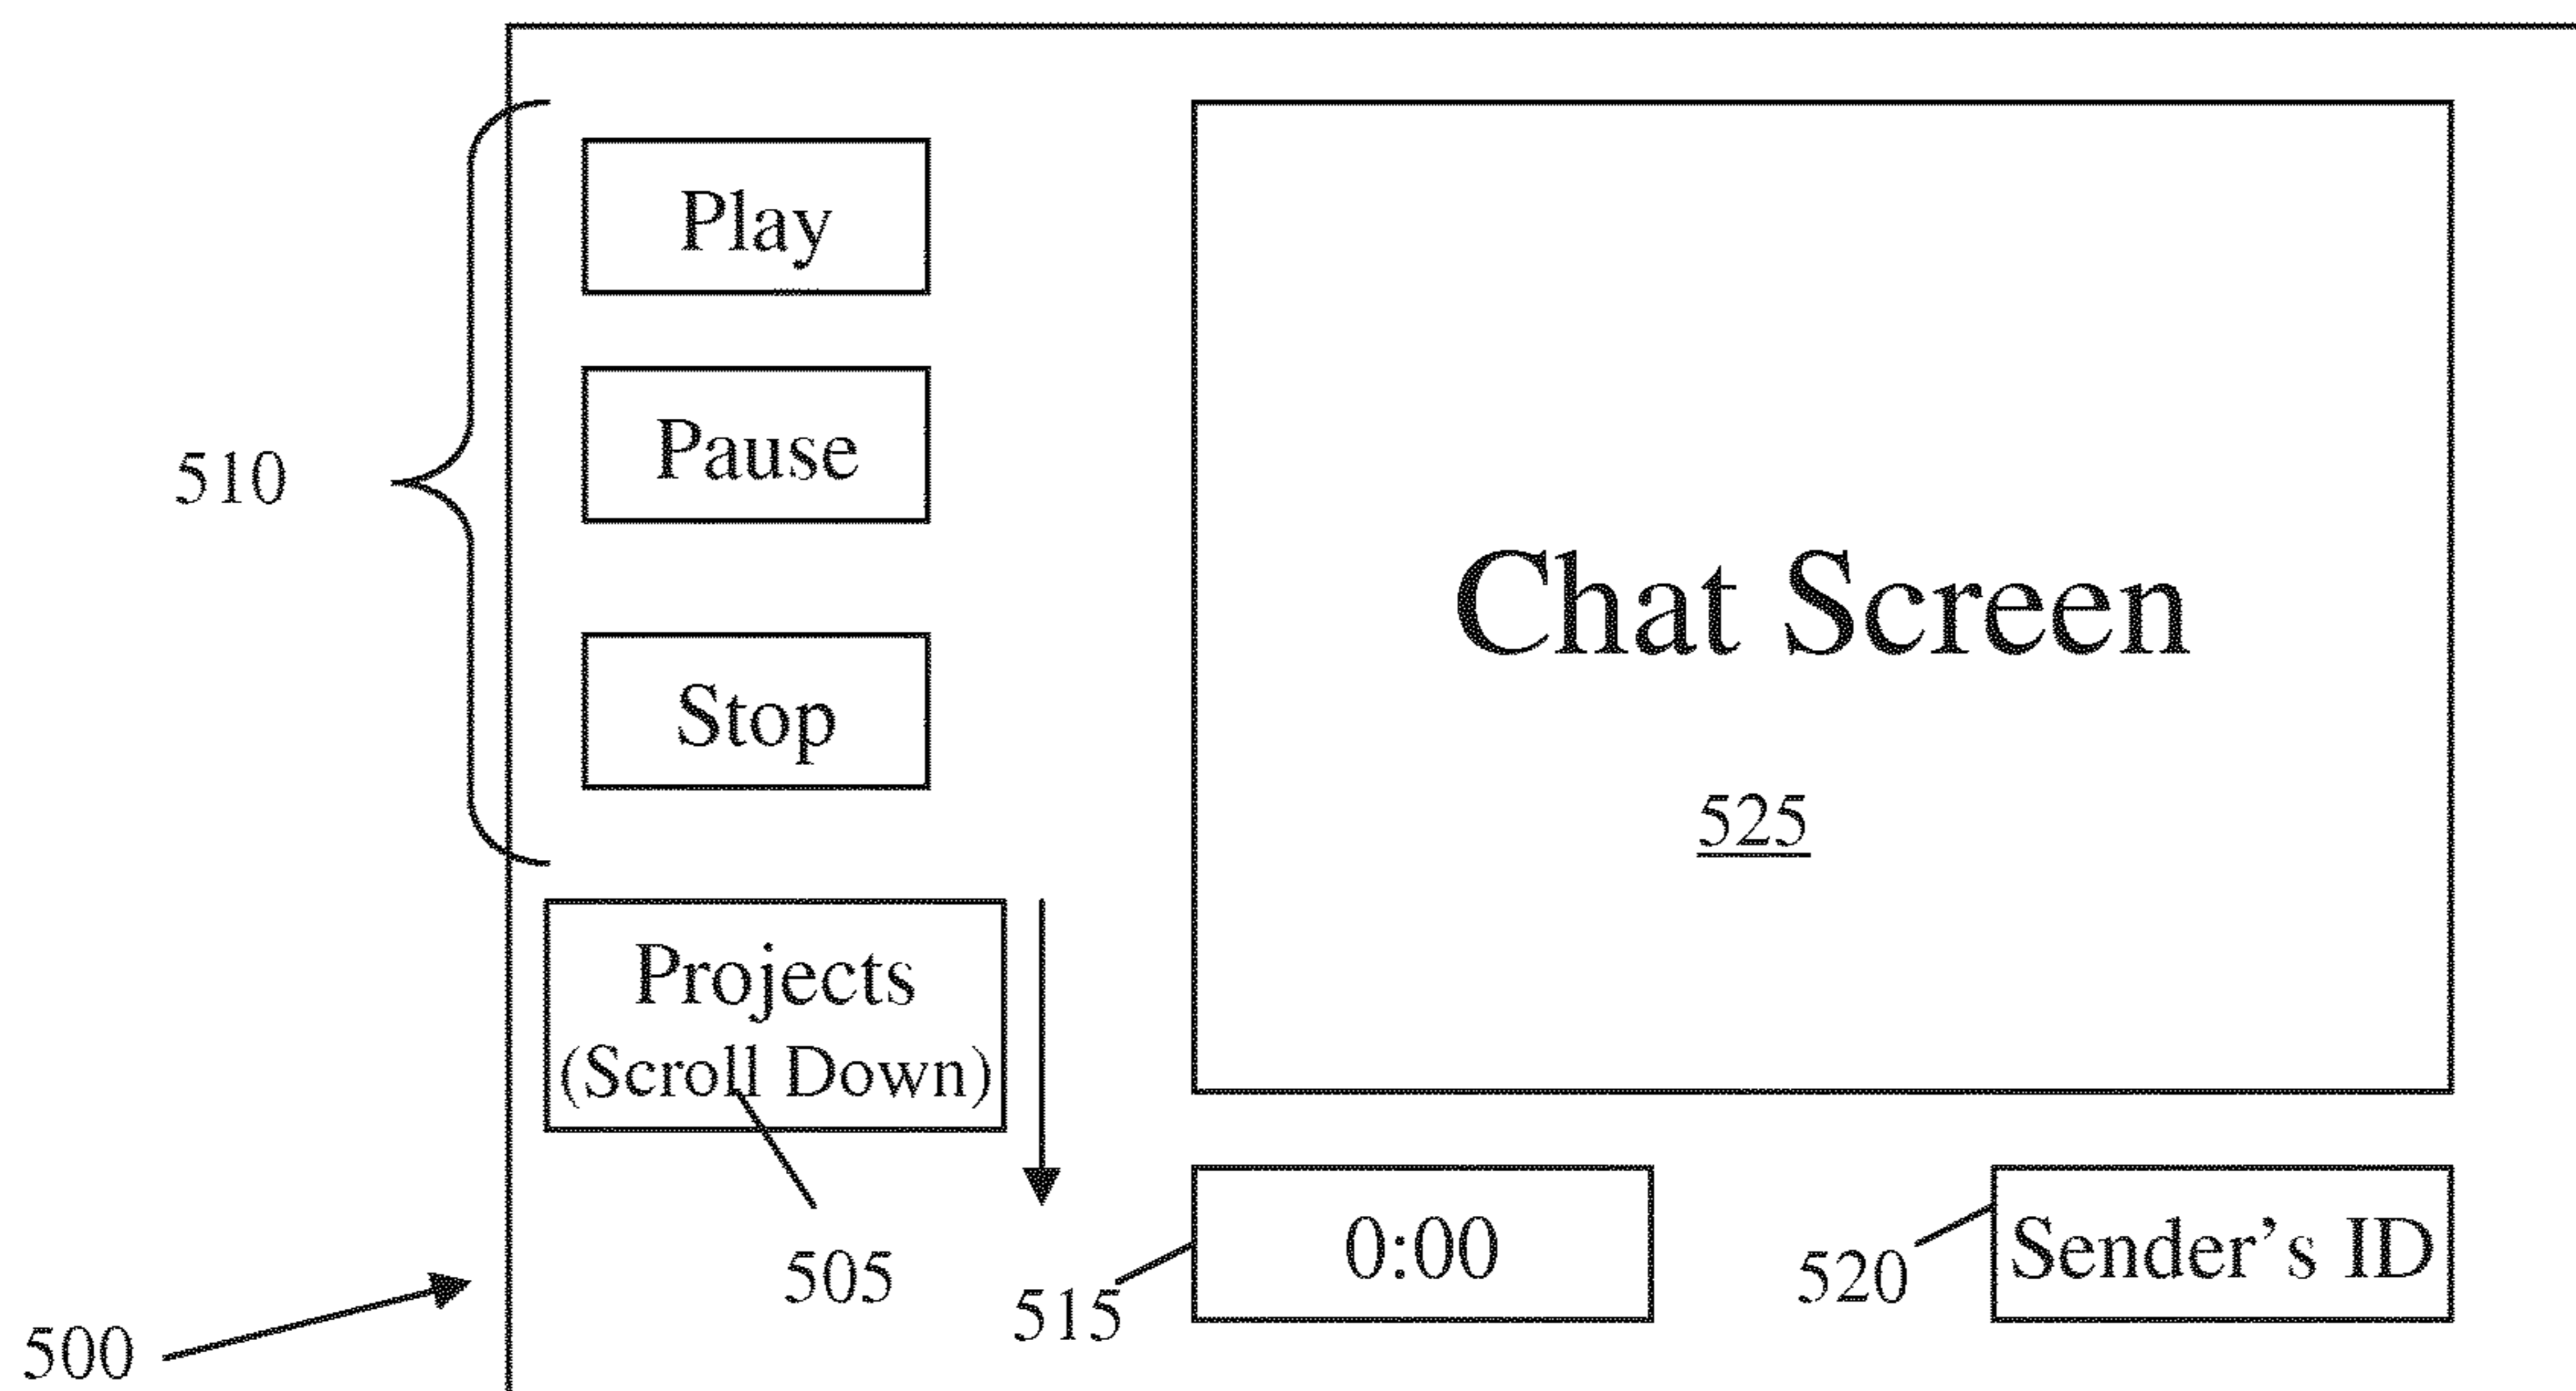 Play
Pause
510
Stop
Chat Screen
525
Projects
(Scroll Down)
505
500
515
0:00
520
Sender’s ID